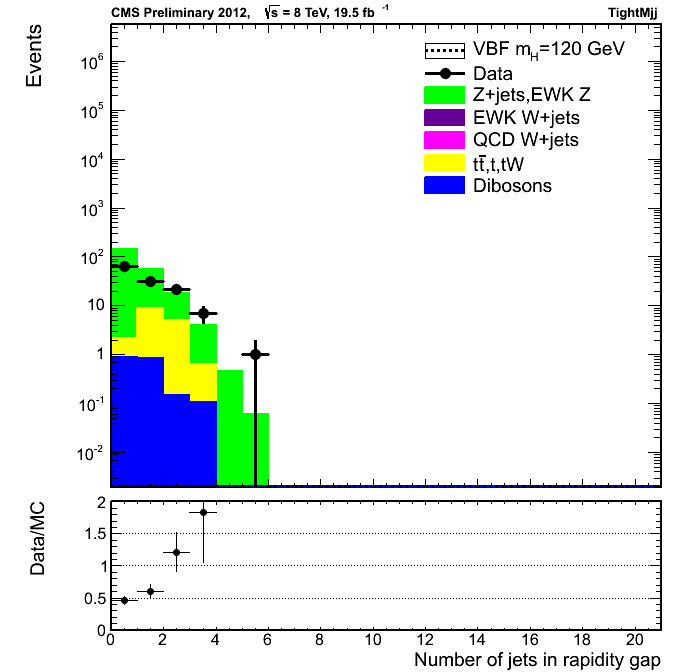 CMS Preliminary 2012, √s = 8 TeV, 19.5 fb⁻¹ TightMjj
Events
10⁶
10⁵
10⁴
10³
10²
10
1
10⁻¹
10⁻²
VBF m_H=120 GeV
Data
Z+jets,EWK Z
EWK W+jets
QCD W+jets
tt̄,t,tW
Dibosons
Data/MC
2
1.5
1
0.5
0
0 2 4 6 8 10 12 14 16 18 20
Number of jets in rapidity gap